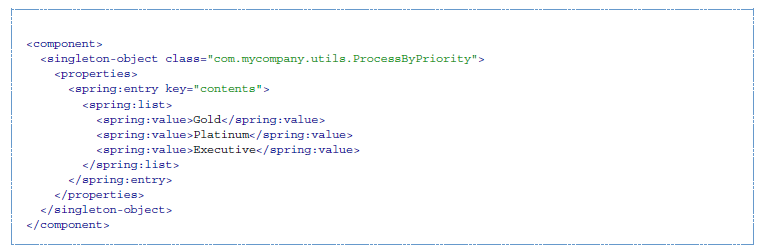 <component>
<singleton-object class="com.mycompany.utils.ProcessByPriority">
<properties>
<spring:entry key="contents">
<spring:list>
<spring:value>Gold</spring:value>
<spring:value>Platinum</spring:value>
<spring:value>Executive</spring:value>
</spring:list>
</spring:entry>
</properties>
</singleton-object>
</component>